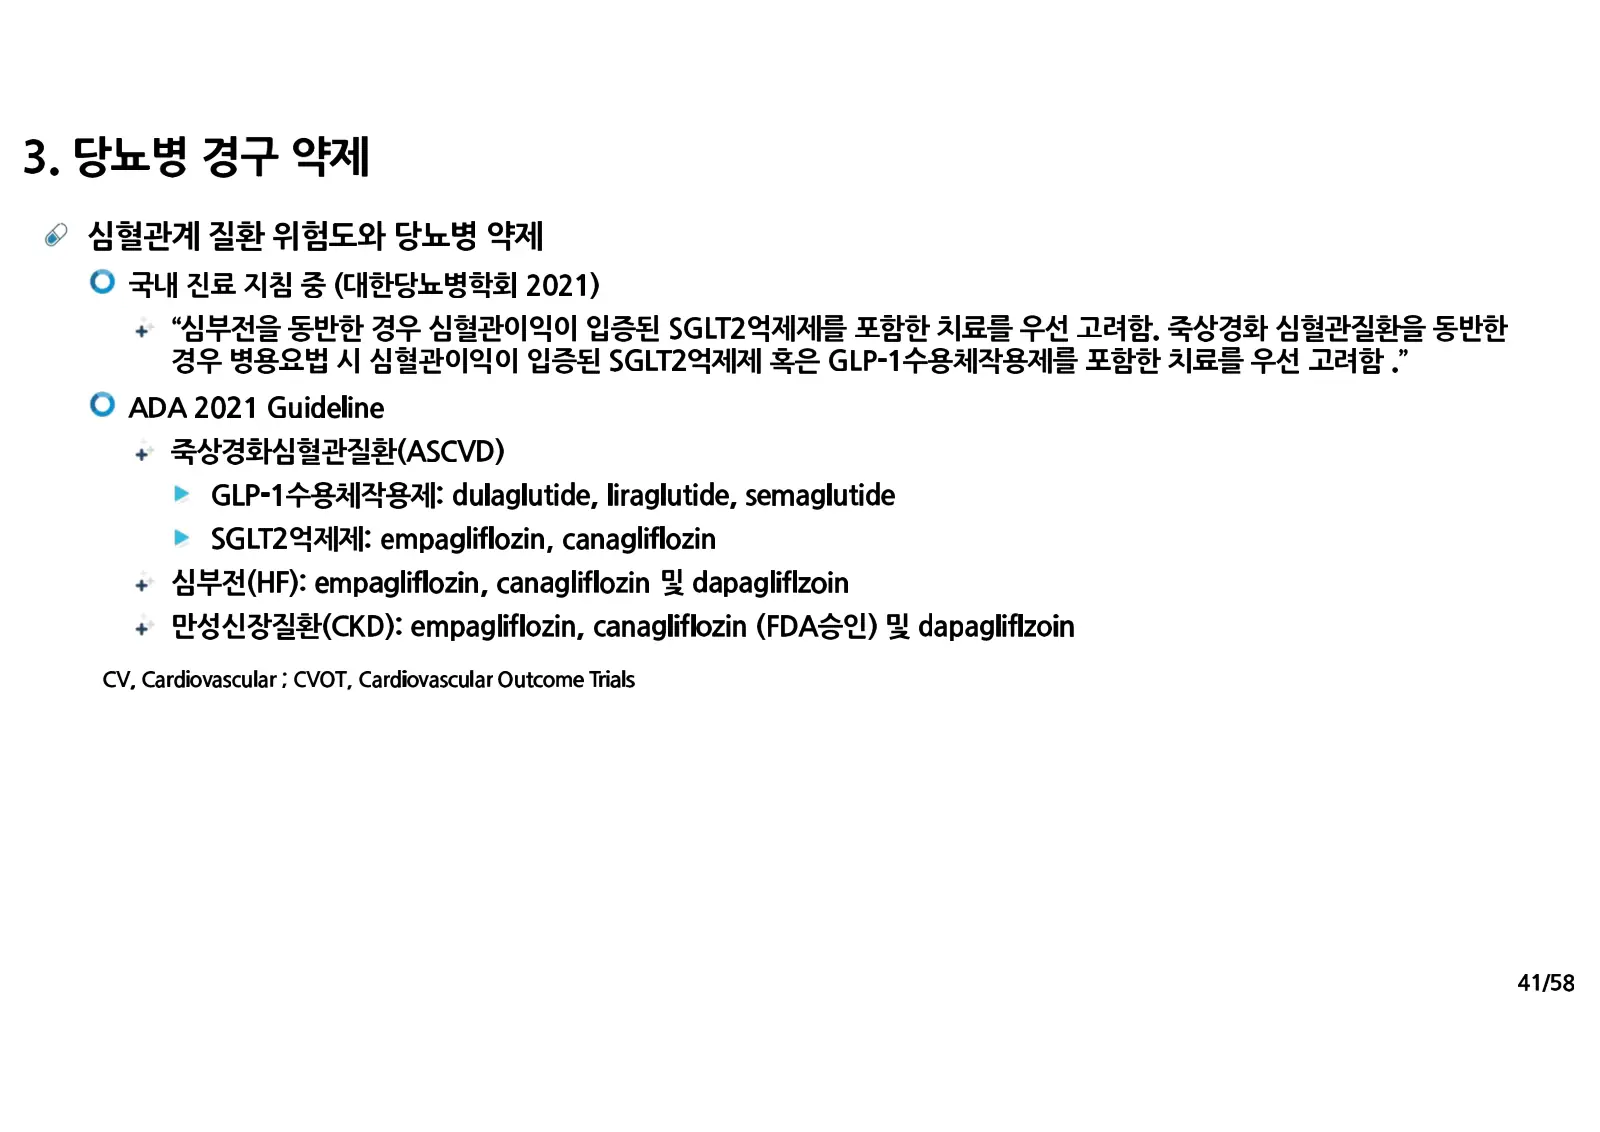 3. 당뇨병 경구 약제
심혈관계 질환 위험도와 당뇨병 약제
국내 진료 지침 중 (대한당뇨병학회 2021)
“심부전을 동반한 경우 심혈관이익이 입증된 SGLT2억제제를 포함한 치료를 우선 고려함. 죽상경화 심혈관질환을 동반한
경우 병용요법 시 심혈관이익이 입증된 SGLT2억제제 혹은 GLP-1수용체작용제를 포함한 치료를 우선 고려함 .”
ADA 2021 Guideline
죽상경화심혈관질환(ASCVD)
GLP-1수용체작용제: dulaglutide, liraglutide, semaglutide
SGLT2억제제: empagliflozin, canagliflozin
심부전(HF): empagliflozin, canagliflozin 및 dapagliflzoin
만성신장질환(CKD): empagliflozin, canagliflozin (FDA승인) 및 dapagliflzoin
CV, Cardiovascular ; CVOT, Cardiovascular Outcome Trials
41/58